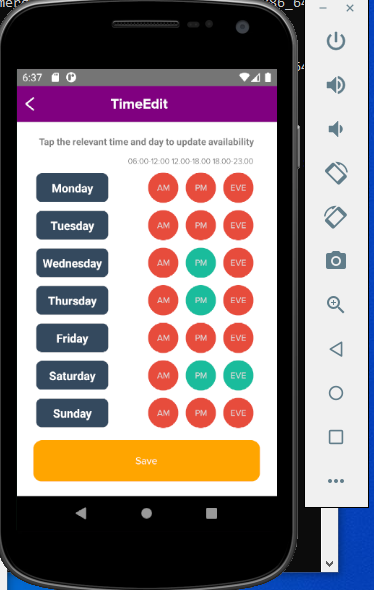 86_64
6:37
TimeEdit
Tap the relevant time and day to update availability
06:00-12:00 12.00-18.00 18.00-23.00
Monday AM PM EVE
Tuesday AM PM EVE
Wednesday AM PM EVE
Thursday AM PM EVE
Friday AM PM EVE
Saturday AM PM EVE
Sunday AM PM EVE
Save